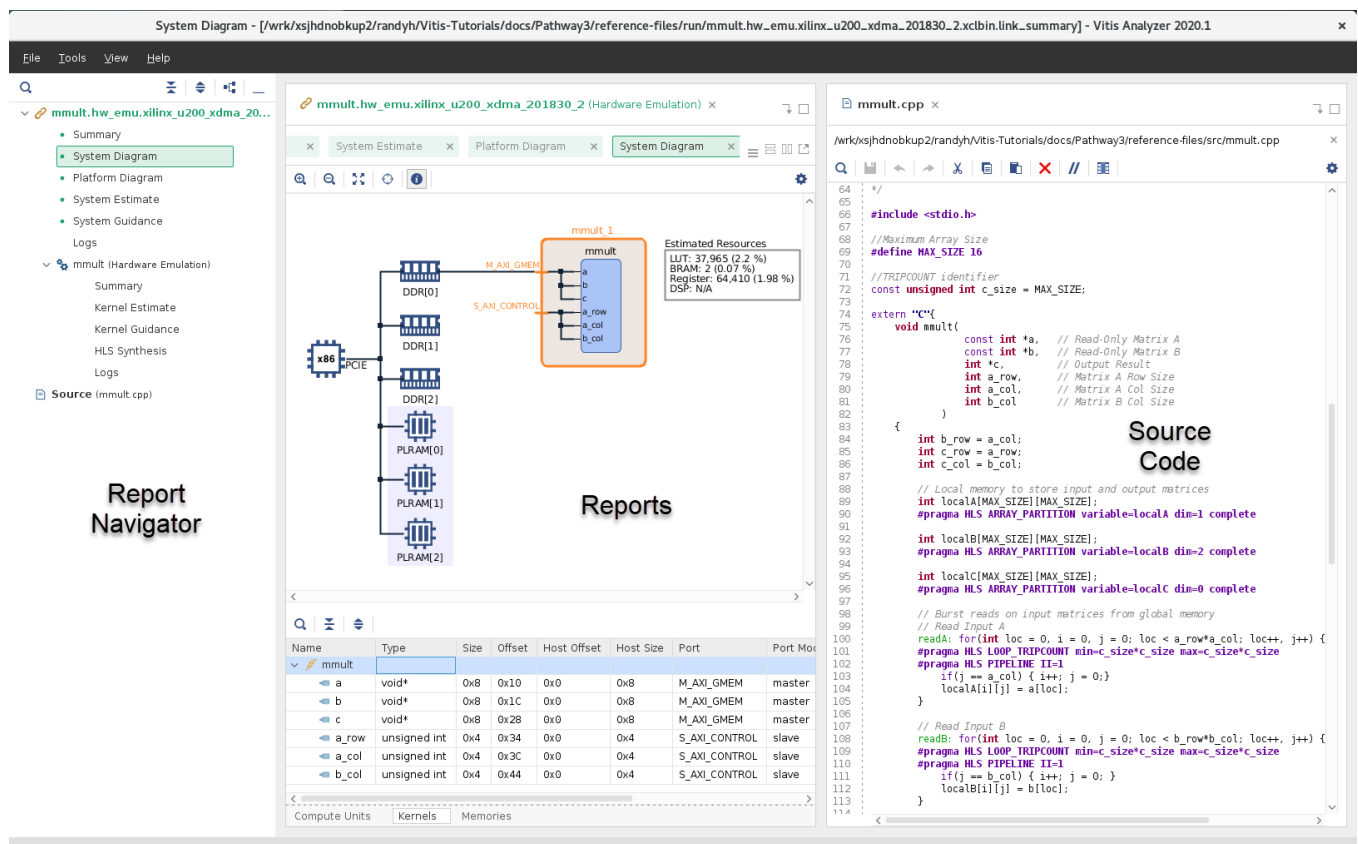 System Diagram - [/wrk/xsjhdnobkup2/randyh/Vitis-Tutorials/docs/Pathway3/reference-files/run/mmult.hw_emu.xilinx_u200_xdma_201830_2.xclbin.link_summary] - Vitis Analyzer 2020.1
File Tools View Help
mmult.hw_emu.xilinx_u200_xdma_20...
Summary
System Diagram
Platform Diagram
System Estimate
System Guidance
Logs
mmult (Hardware Emulation)
Summary
Kernel Estimate
Kernel Guidance
HLS Synthesis
Logs
Source (mmult.cpp)
Report
Navigator
mmult.hw_emu.xilinx_u200_xdma_201830_2 (Hardware Emulation)
System Estimate Platform Diagram System Diagram
mmult_1
mmult
M_AXI_GMEM
S_AXI_CONTROL
a
b
c
a_row
a_col
b_col
Estimated Resources
LUT: 37,965 (2.2 %)
BRAM: 2 (0.07 %)
Register: 64,410 (1.98 %)
DSP: N/A
x86
PCIE
DDR[0]
DDR[1]
DDR[2]
PLRAM[0]
PLRAM[1]
PLRAM[2]
Reports
Name Type Size Offset Host Offset Host Size Port Port Mo
mmult
a void* 0x8 0x10 0x0 0x8 M_AXI_GMEM master
b void* 0x8 0x1C 0x0 0x8 M_AXI_GMEM master
c void* 0x8 0x28 0x0 0x8 M_AXI_GMEM master
a_row unsigned int 0x4 0x34 0x0 0x4 S_AXI_CONTROL slave
a_col unsigned int 0x4 0x3C 0x0 0x4 S_AXI_CONTROL slave
b_col unsigned int 0x4 0x44 0x0 0x4 S_AXI_CONTROL slave
Compute Units Kernels Memories
mmult.cpp
/wrk/xsjhdnobkup2/randyh/Vitis-Tutorials/docs/Pathway3/reference-files/src/mmult.cpp
64 */
65
66 #include <stdio.h>
67
68 //Maximum Array Size
69 #define MAX_SIZE 16
70
71 //TRIPCOUNT identifier
72 const unsigned int c_size = MAX_SIZE;
73
74 extern "C"{
75 void mmult(
76 const int *a, // Read-Only Matrix A
77 const int *b, // Read-Only Matrix B
78 int *c, // Output Result
79 int a_row, // Matrix A Row Size
80 int a_col, // Matrix A Col Size
81 int b_col // Matrix B Col Size
82 )
83 {
84 int b_row = a_col;
85 int c_row = a_row;
86 int c_col = b_col;
87
88 // Local memory to store input and output matrices
89 int localA[MAX_SIZE][MAX_SIZE];
90 #pragma HLS ARRAY_PARTITION variable=localA dim=1 complete
91
92 int localB[MAX_SIZE][MAX_SIZE];
93 #pragma HLS ARRAY_PARTITION variable=localB dim=2 complete
94
95 int localC[MAX_SIZE][MAX_SIZE];
96 #pragma HLS ARRAY_PARTITION variable=localC dim=0 complete
97
98 // Burst reads on input matrices from global memory
99 // Read Input A
100 readA: for(int loc = 0, i = 0, j = 0; loc < a_row*a_col; loc++, j++) {
101 #pragma HLS LOOP_TRIPCOUNT min=c_size*c_size max=c_size*c_size
102 #pragma HLS PIPELINE II=1
103 if(j == a_col) { i++; j = 0;}
104 localA[i][j] = a[loc];
105 }
106
107 // Read Input B
108 readB: for(int loc = 0, i = 0, j = 0; loc < b_row*b_col; loc++, j++) {
109 #pragma HLS LOOP_TRIPCOUNT min=c_size*c_size max=c_size*c_size
110 #pragma HLS PIPELINE II=1
111 if(j == b_col) { i++; j = 0; }
112 localB[i][j] = b[loc];
113 }
114
Source
Code